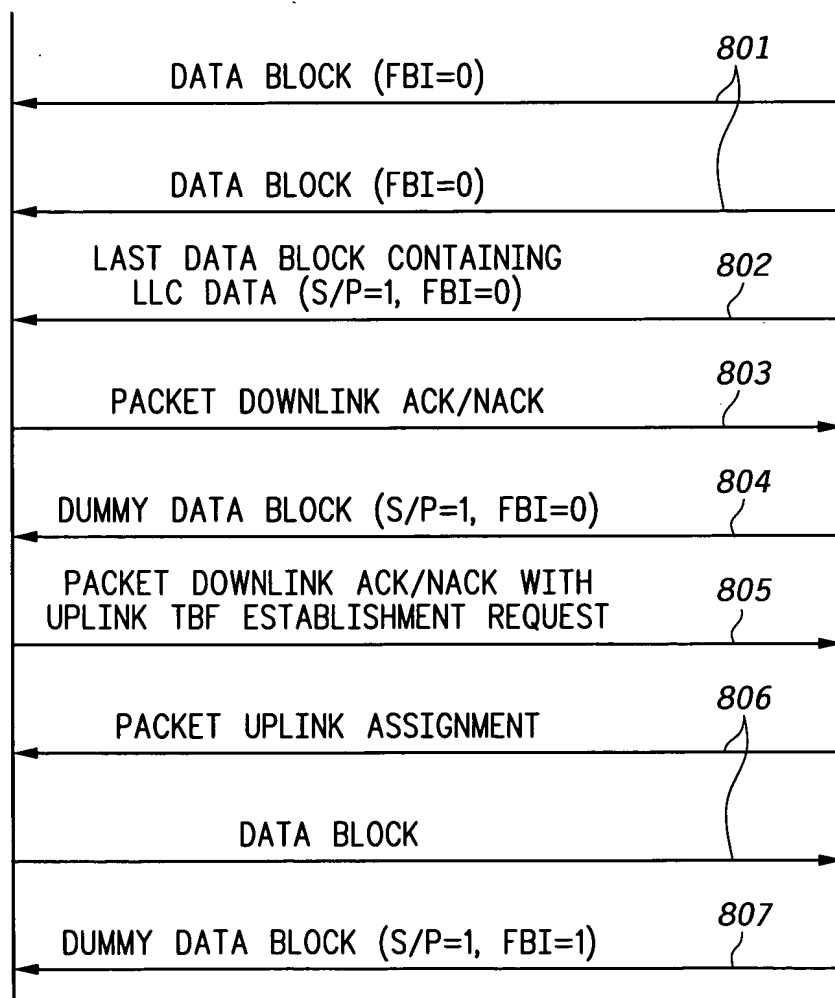 801
DATA BLOCK (FBI=0)
DATA BLOCK (FBI=0)
LAST DATA BLOCK CONTAINING
LLC DATA (S/P=1, FBI=0)
802
PACKET DOWNLINK ACK/NACK
803
DUMMY DATA BLOCK (S/P=1, FBI=0)
804
PACKET DOWNLINK ACK/NACK WITH
UPLINK TBF ESTABLISHMENT REQUEST
805
806
PACKET UPLINK ASSIGNMENT
DATA BLOCK
DUMMY DATA BLOCK (S/P=1, FBI=1)
807